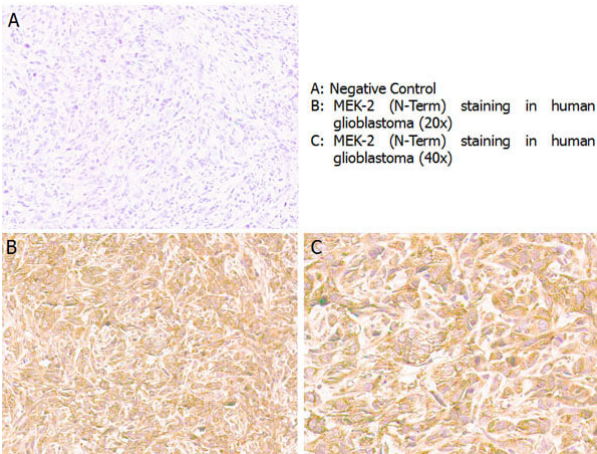 A
A: Negative Control
B: MEK-2 (N-Term) staining in human
glioblastoma (20x)
C: MEK-2 (N-Term) staining in human
glioblastoma (40x)
B
C